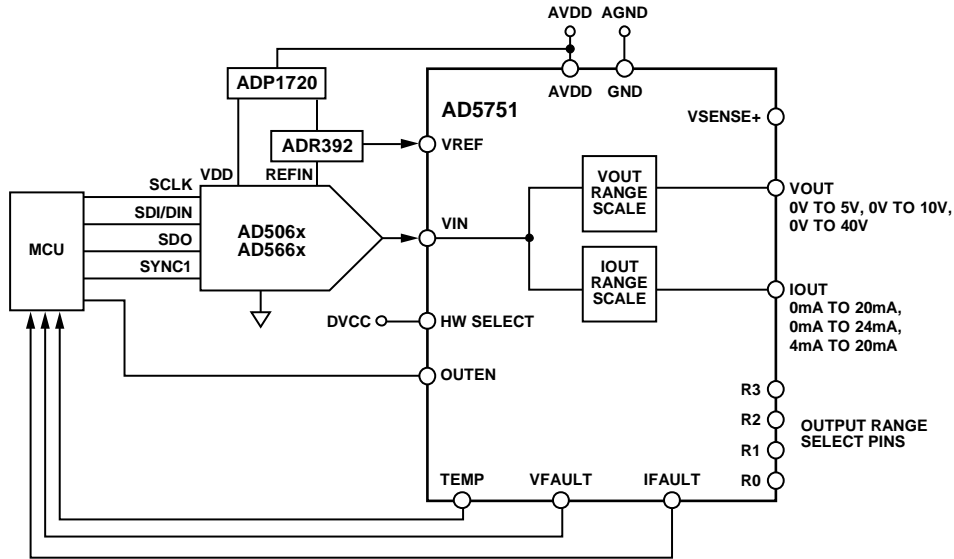 AVDD AGND
ADP1720
AVDD GND
AD5751
VSENSE+
ADR392
VREF
VDD REFIN
SCLK
SDI/DIN
SDO
SYNC1
MCU
AD506x
AD566x
VIN
VOUT
RANGE
SCALE
VOUT
0V TO 5V, 0V TO 10V,
0V TO 40V
IOUT
RANGE
SCALE
IOUT
0mA TO 20mA,
0mA TO 24mA,
4mA TO 20mA
DVCC HW SELECT
OUTEN
R3
R2
R1
R0
OUTPUT RANGE
SELECT PINS
TEMP VFAULT IFAULT